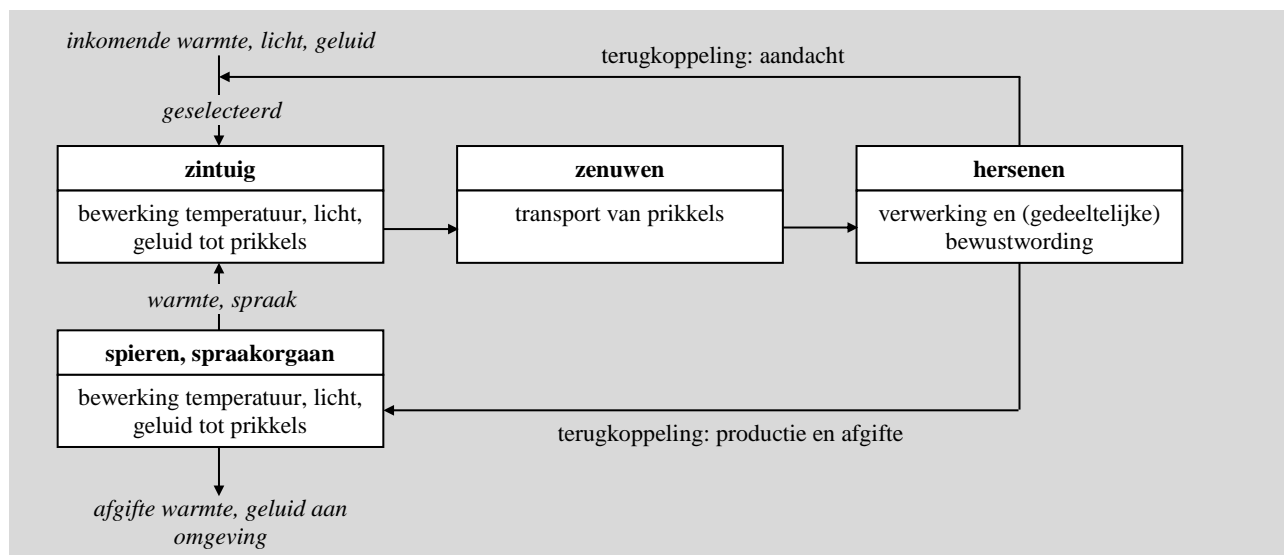 inkomende warmte, licht, geluid
terugkoppeling: aandacht
geselecteerd
zintuig
bewerking temperatuur, licht,
geluid tot prikkels
zenuwen
transport van prikkels
hersenen
verwerking en (gedeeltelijke)
bewustwording
warmte, spraak
spieren, spraakorgaan
bewerking temperatuur, licht,
geluid tot prikkels
terugkoppeling: productie en afgifte
afgifte warmte, geluid aan
omgeving